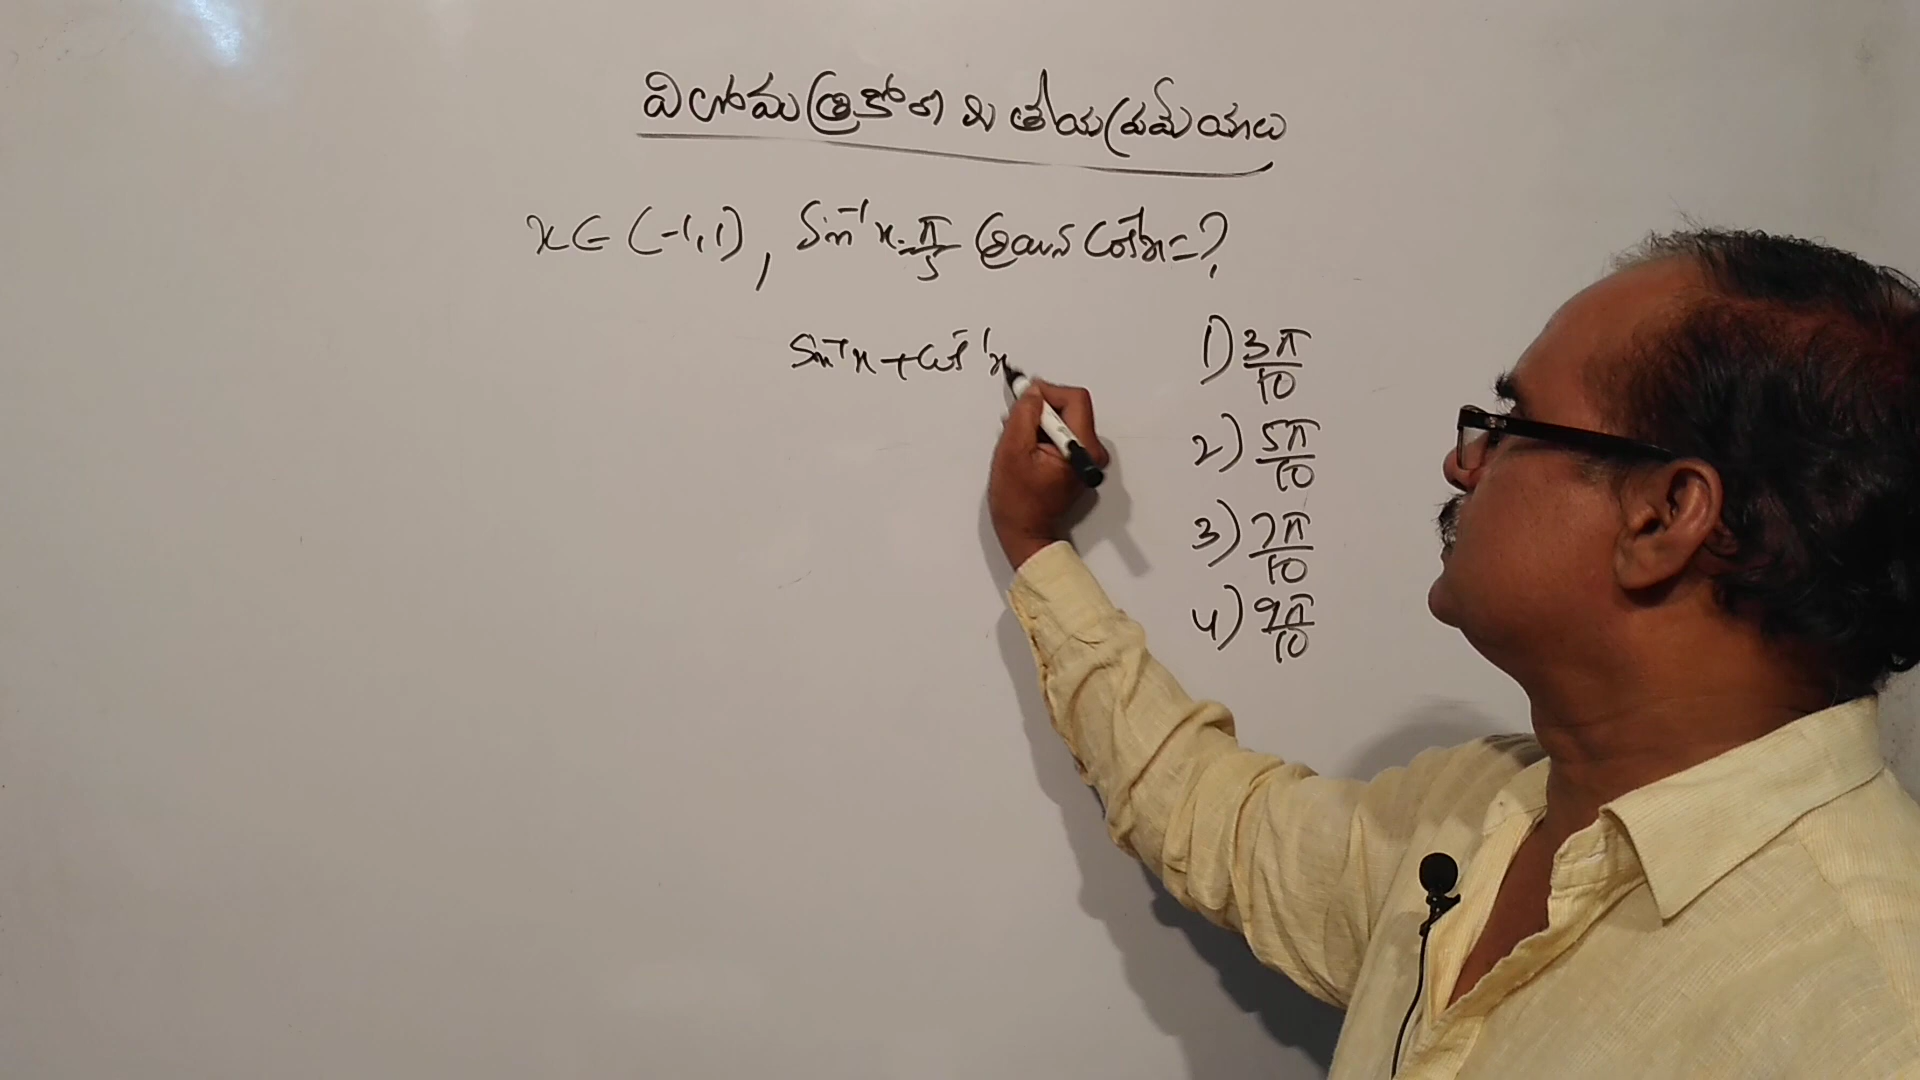 విలోమ త్రికోణ మితీయ ప్రమేయాలు
x ∈ (-1, 1), Sin⁻¹x = π/5 అయిన Cos⁻¹x = ?
Sin⁻¹x + Cos⁻¹x
1) 3π/10
2) 5π/10
3) 7π/10
4) 9π/10